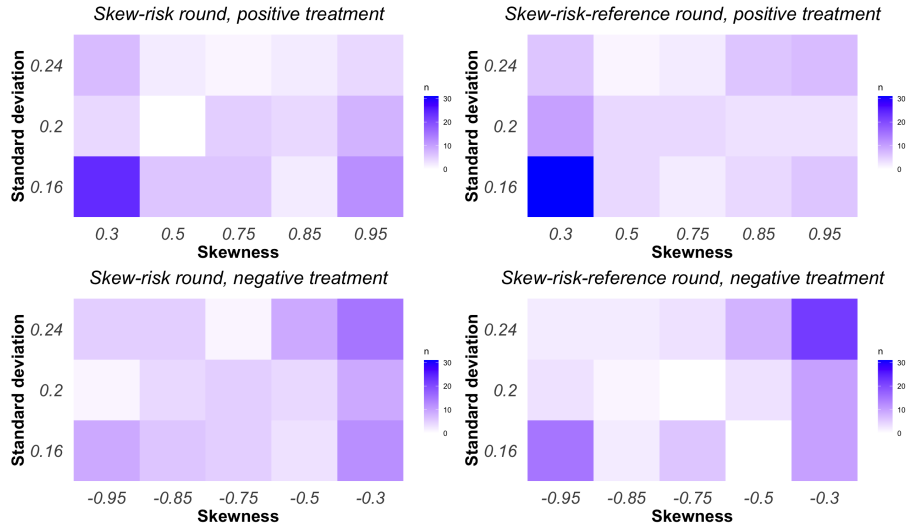 Skew-risk round, positive treatment
Standard deviation
0.24
0.2
0.16
0.3 0.5 0.75 0.85 0.95
Skewness
n
30
20
10
0
Skew-risk-reference round, positive treatment
Standard deviation
0.24
0.2
0.16
0.3 0.5 0.75 0.85 0.95
Skewness
n
30
20
10
0
Skew-risk round, negative treatment
Standard deviation
0.24
0.2
0.16
-0.95 -0.85 -0.75 -0.5 -0.3
Skewness
n
30
20
10
0
Skew-risk-reference round, negative treatment
Standard deviation
0.24
0.2
0.16
-0.95 -0.85 -0.75 -0.5 -0.3
Skewness
n
30
20
10
0